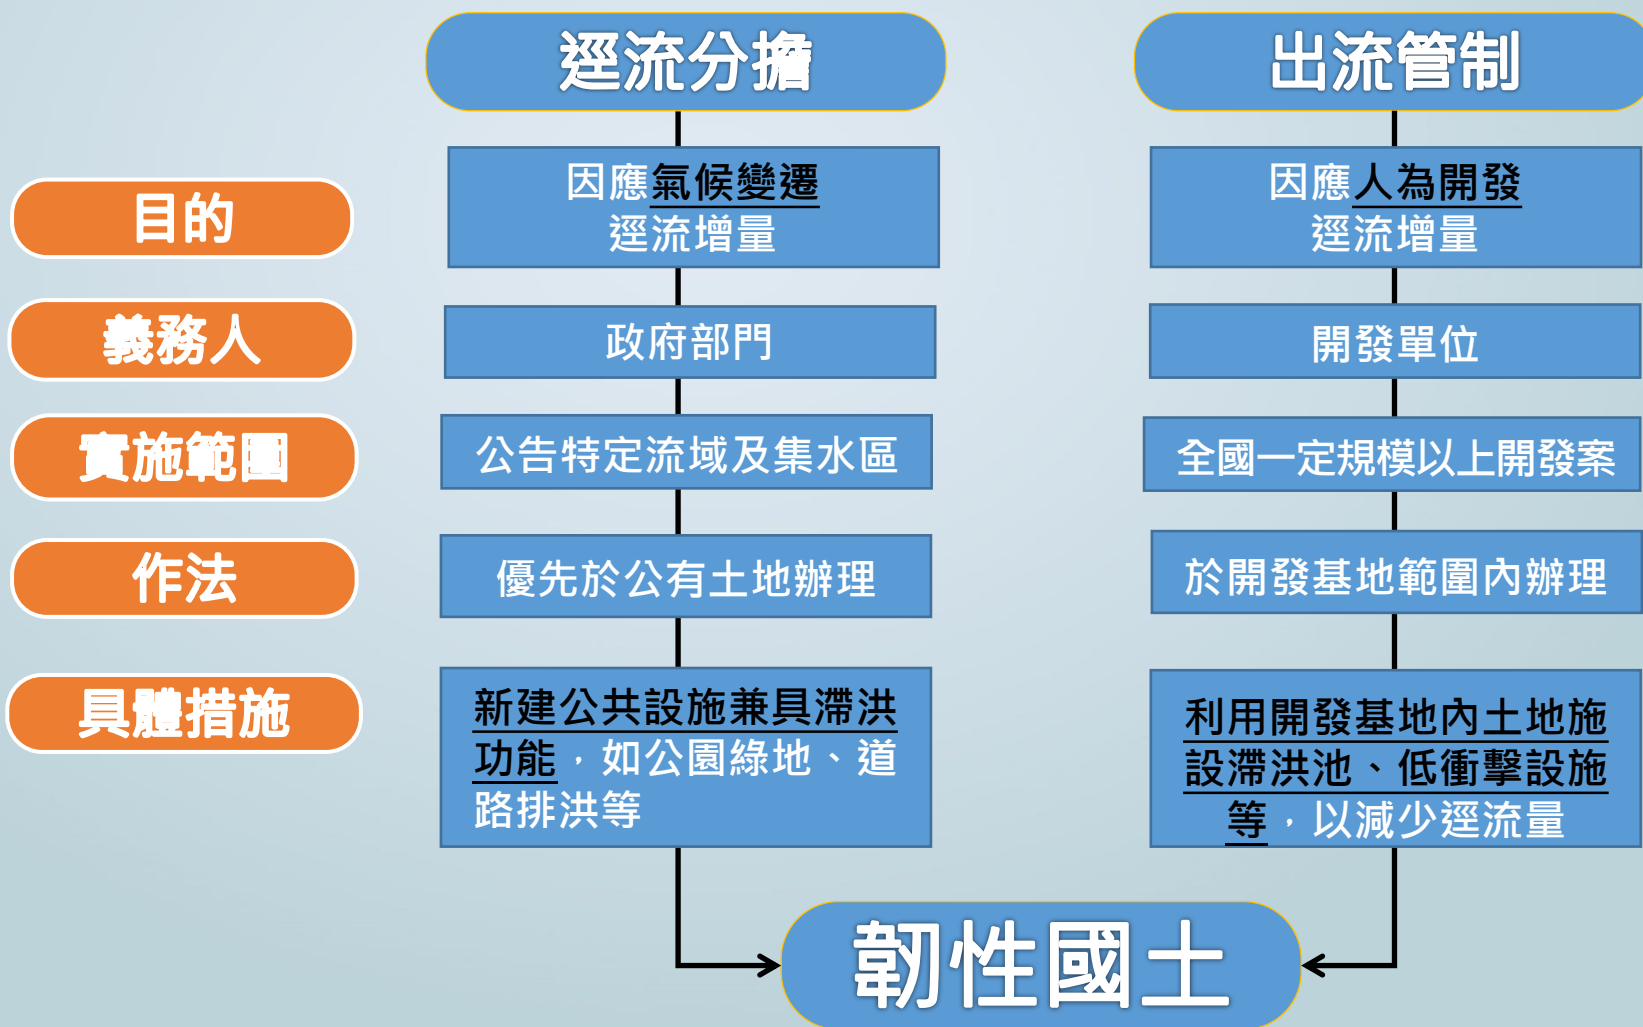 逕流分擔
出流管制
目的
因應氣候變遷
逕流增量
因應人為開發
逕流增量
義務人
政府部門
開發單位
實施範圍
公告特定流域及集水區
全國一定規模以上開發案
作法
優先於公有土地辦理
於開發基地範圍內辦理
具體措施
新建公共設施兼具滯洪
功能，如公園綠地、道
路排洪等
利用開發基地內土地施
設滯洪池、低衝擊設施
等，以減少逕流量
韌性國土